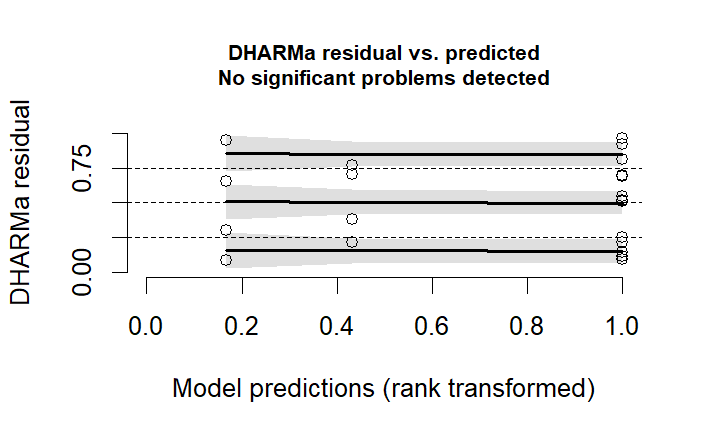 DHARMa residual vs. predicted
No significant problems detected
DHARMa residual
0.75
0.00
0.0 0.2 0.4 0.6 0.8 1.0
Model predictions (rank transformed)